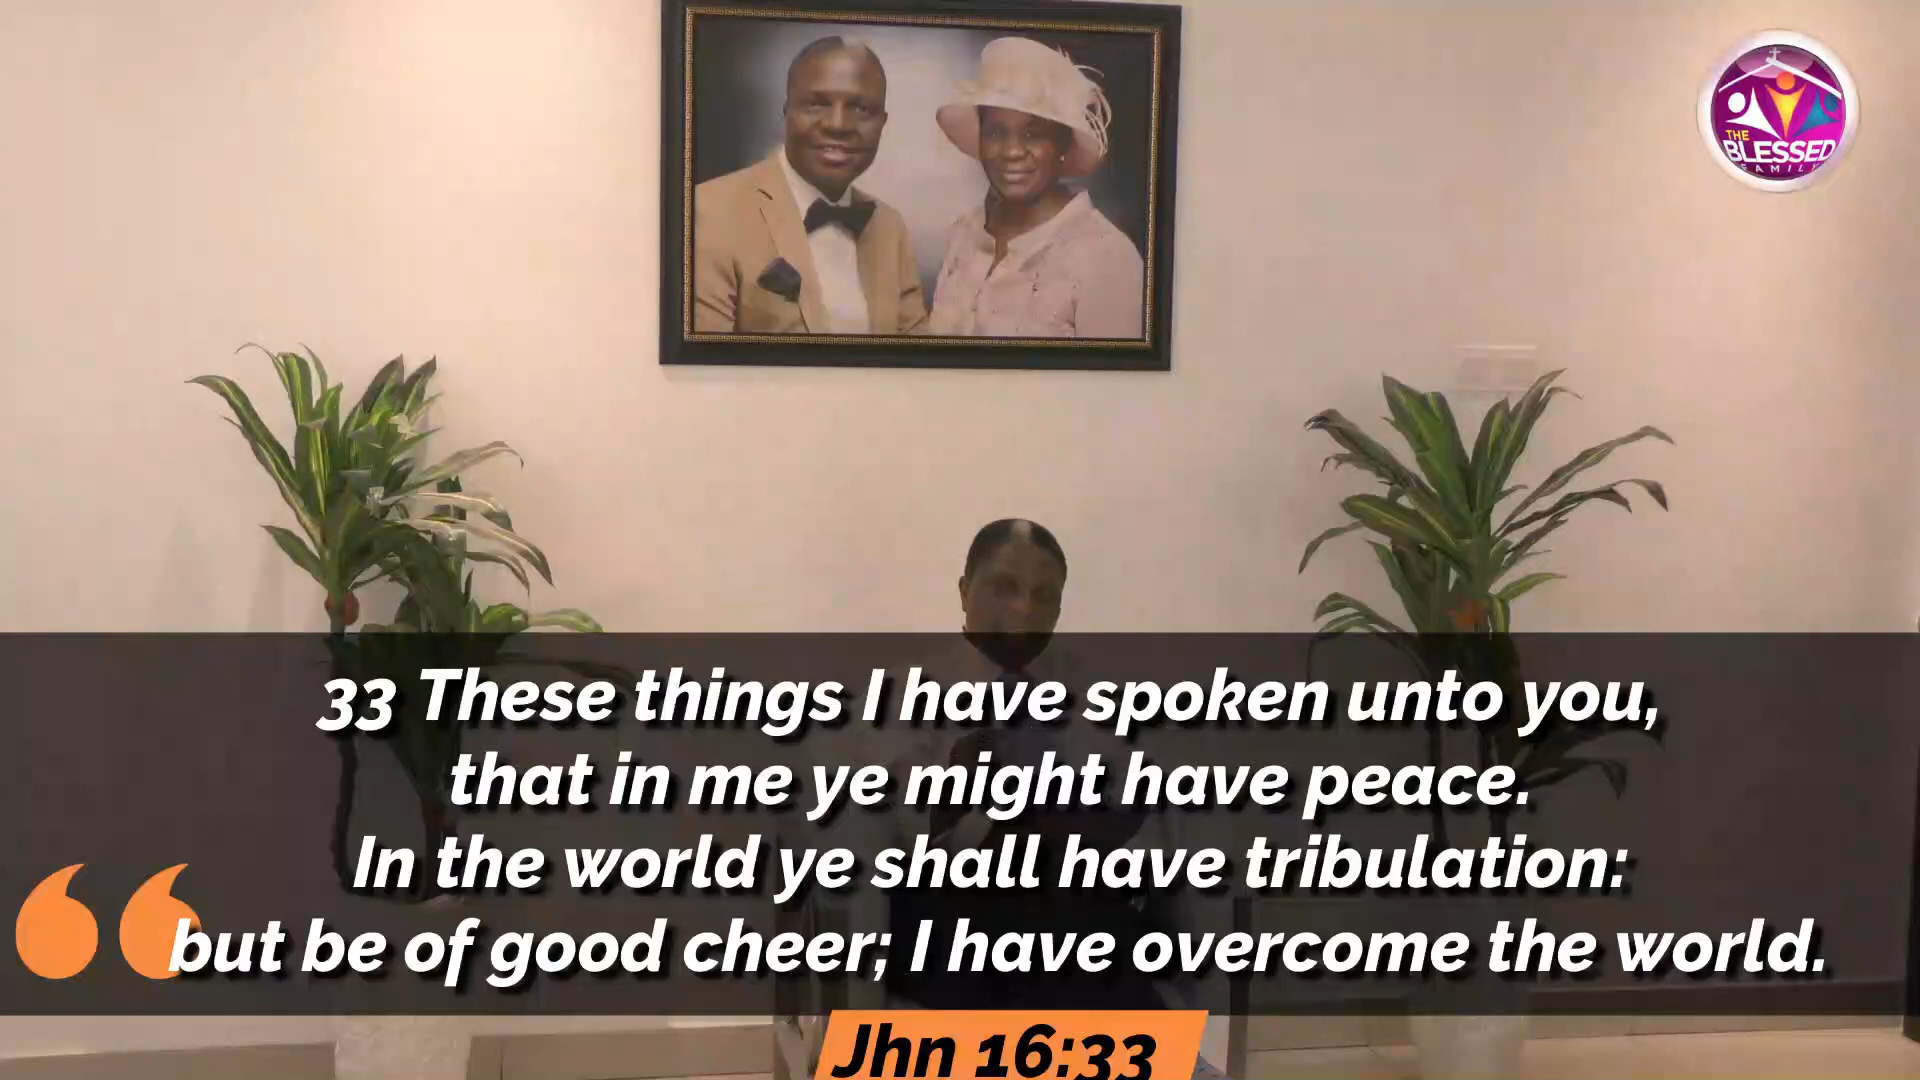 THE
BLESSED
FAMILY
33 These things I have spoken unto you,
that in me ye might have peace.
In the world ye shall have tribulation:
but be of good cheer; I have overcome the world.
Jhn 16:33